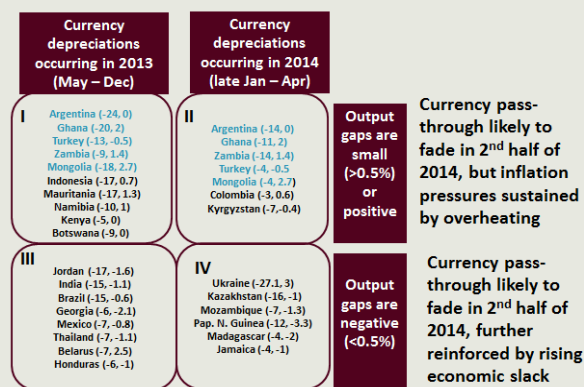 Currency
depreciations
occurring in 2013
(May – Dec)
Currency
depreciations
occurring in 2014
(late Jan – Apr)
I
Argentina (-24, 0)
Ghana (-20, 2)
Turkey (-13, -0.5)
Zambia (-9, 1.4)
Mongolia (-18, 2.7)
Indonesia (-17, 0.7)
Mauritania (-17, 1.3)
Namibia (-10, 1)
Kenya (-5, 0)
Botswana (-9, 0)
II
Argentina (-14, 0)
Ghana (-11, 2)
Zambia (-14, 1.4)
Turkey (-4, -0.5
Mongolia (-4, 2.7)
Colombia (-3, 0.6)
Kyrgyzstan (-7,-0.4)
Output
gaps are
small
(>0.5%)
or
positive
Currency pass-
through likely to
fade in 2nd half of
2014, but inflation
pressures sustained
by overheating
III
Jordan (-17, -1.6)
India (-15, -1.1)
Brazil (-15, -0.6)
Georgia (-6, -2.1)
Mexico (-7, -0.8)
Thailand (-7, -1.1)
Belarus (-7, 2.5)
Honduras (-6, -1)
IV
Ukraine (-27.1, 3)
Kazakhstan (-16, -1)
Mozambique (-7, -1.3)
Pap. N. Guinea (-12, -3.3)
Madagascar (-4. -2)
Jamaica (-4, -1)
Output
gaps are
negative
(<0.5%)
Currency pass-
through likely to
fade in 2nd half of
2014, further
reinforced by rising
economic slack